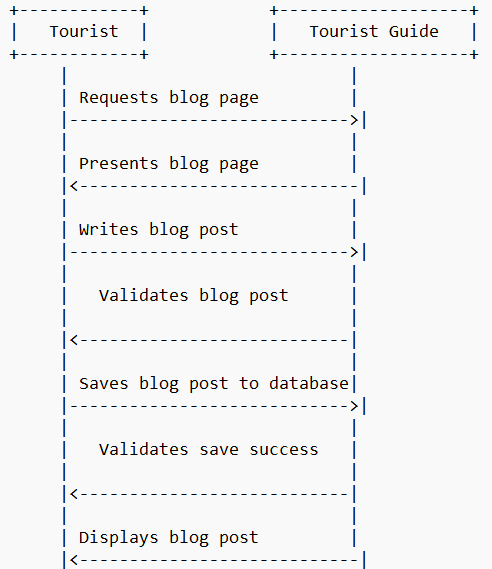 Tourist
Tourist Guide
Requests blog page
Presents blog page
Writes blog post
Validates blog post
Saves blog post to database
Validates save success
Displays blog post